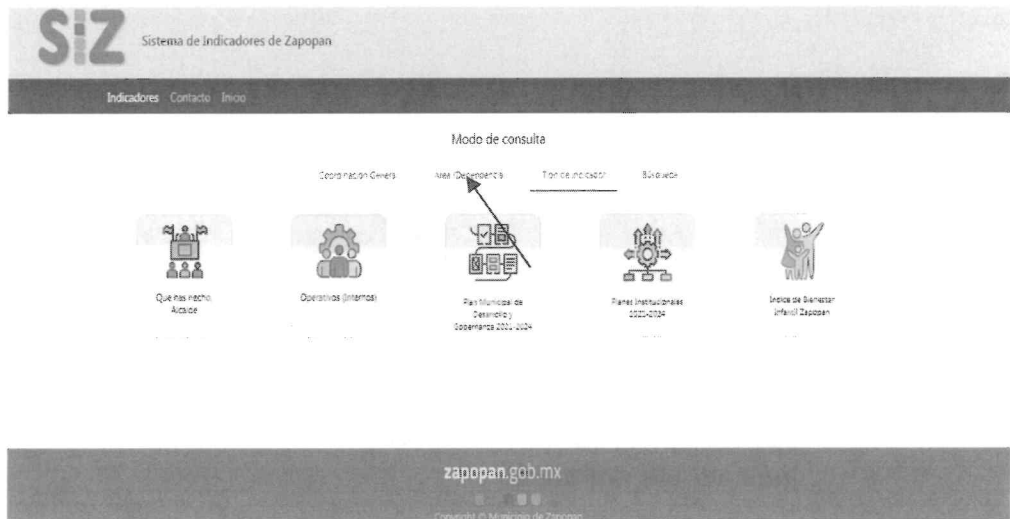 SIZ
Sistema de Indicadores de Zapopan
Indicadores Contacto Inicio
Modo de consulta
Coordinación General Área /Dependencia Tipo de indicador Búsqueda
Que has hecho
Alcalde
Operativos (Internos)
Plan Municipal de
Desarrollo y
Gobernanza 2021-2024
Planes Institucionales
2021-2024
Índice de Bienestar
Infantil Zapopan
zapopan.gob.mx
Copyright © Municipio de Zapopan